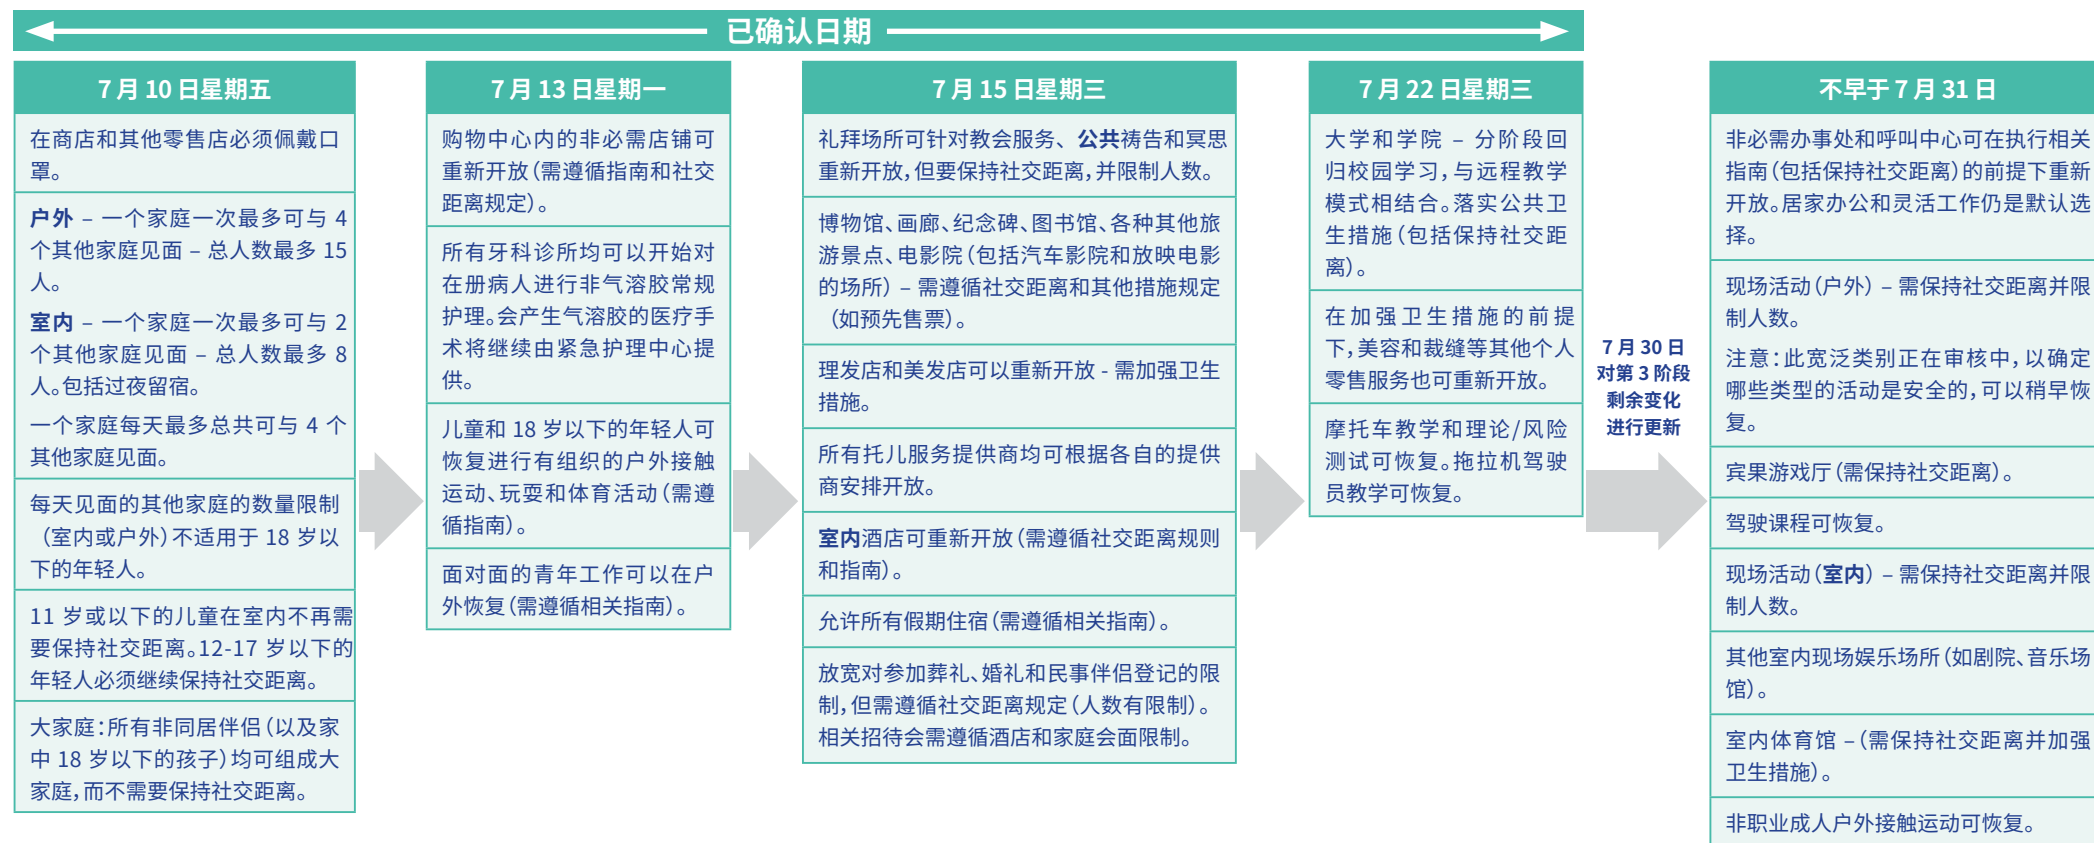 已确认日期
7 月 10 日星期五
在商店和其他零售店必须佩戴口
罩。
户外 – 一个家庭一次最多可与 4
个其他家庭见面 – 总人数最多 15
人。
室内 – 一个家庭一次最多可与 2
个其他家庭见面 – 总人数最多 8
人。包括过夜留宿。
一个家庭每天最多总共可与 4 个
其他家庭见面。
每天见面的其他家庭的数量限制
（室内或户外）不适用于 18 岁以
下的年轻人。
11 岁或以下的儿童在室内不再需
要保持社交距离。12-17 岁以下的
年轻人必须继续保持社交距离。
大家庭：所有非同居伴侣（以及家
中 18 岁以下的孩子）均可组成大
家庭，而不需要保持社交距离。
7 月 13 日星期一
购物中心内的非必需店铺可
重新开放（需遵循指南和社交
距离规定）。
所有牙科诊所均可以开始对
在册病人进行非气溶胶常规
护理。会产生气溶胶的医疗手
术将继续由紧急护理中心提
供。
儿童和 18 岁以下的年轻人可
恢复进行有组织的户外接触
运动、玩耍和体育活动（需遵
循指南）。
面对面的青年工作可以在户
外恢复（需遵循相关指南）。
7 月 15 日星期三
礼拜场所可针对教会服务、公共祷告和冥思
重新开放，但要保持社交距离，并限制人数。
博物馆、画廊、纪念碑、图书馆、各种其他旅
游景点、电影院（包括汽车影院和放映电影
的场所） – 需遵循社交距离和其他措施规定
（如预先售票）。
理发店和美发店可以重新开放 - 需加强卫生
措施。
所有托儿服务提供商均可根据各自的提供
商安排开放。
室内酒店可重新开放（需遵循社交距离规则
和指南）。
允许所有假期住宿（需遵循相关指南）。
放宽对参加葬礼、婚礼和民事伴侣登记的限
制，但需遵循社交距离规定（人数有限制）。
相关招待会需遵循酒店和家庭会面限制。
7 月 22 日星期三
大学和学院 – 分阶段回
归校园学习，与远程教学
模式相结合。落实公共卫
生措施（包括保持社交距
离）。
在加强卫生措施的前提
下，美容和裁缝等其他个人
零售服务也可重新开放。
摩托车教学和理论/风险
测试可恢复。拖拉机驾驶
员教学可恢复。
7 月 30 日
对第 3 阶段
剩余变化
进行更新
不早于 7 月 31 日
非必需办事处和呼叫中心可在执行相关
指南（包括保持社交距离）的前提下重新
开放。居家办公和灵活工作仍是默认选
择。
现场活动（户外） – 需保持社交距离并限
制人数。
注意：此宽泛类别正在审核中，以确定
哪些类型的活动是安全的，可以稍早恢
复。
宾果游戏厅（需保持社交距离）。
驾驶课程可恢复。
现场活动（室内） – 需保持社交距离并限
制人数。
其他室内现场娱乐场所（如剧院、音乐场
馆）。
室内体育馆 –（需保持社交距离并加强
卫生措施）。
非职业成人户外接触运动可恢复。